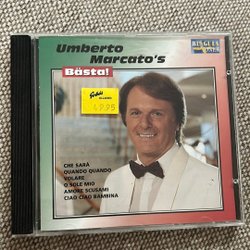 Umberto
Marcato's
Bästa!
CHE SARÀ
QUANDO QUANDO
VOLARE
O SOLE MIO
AMORE SCUSAMI
CIAO CIAO BAMBINA